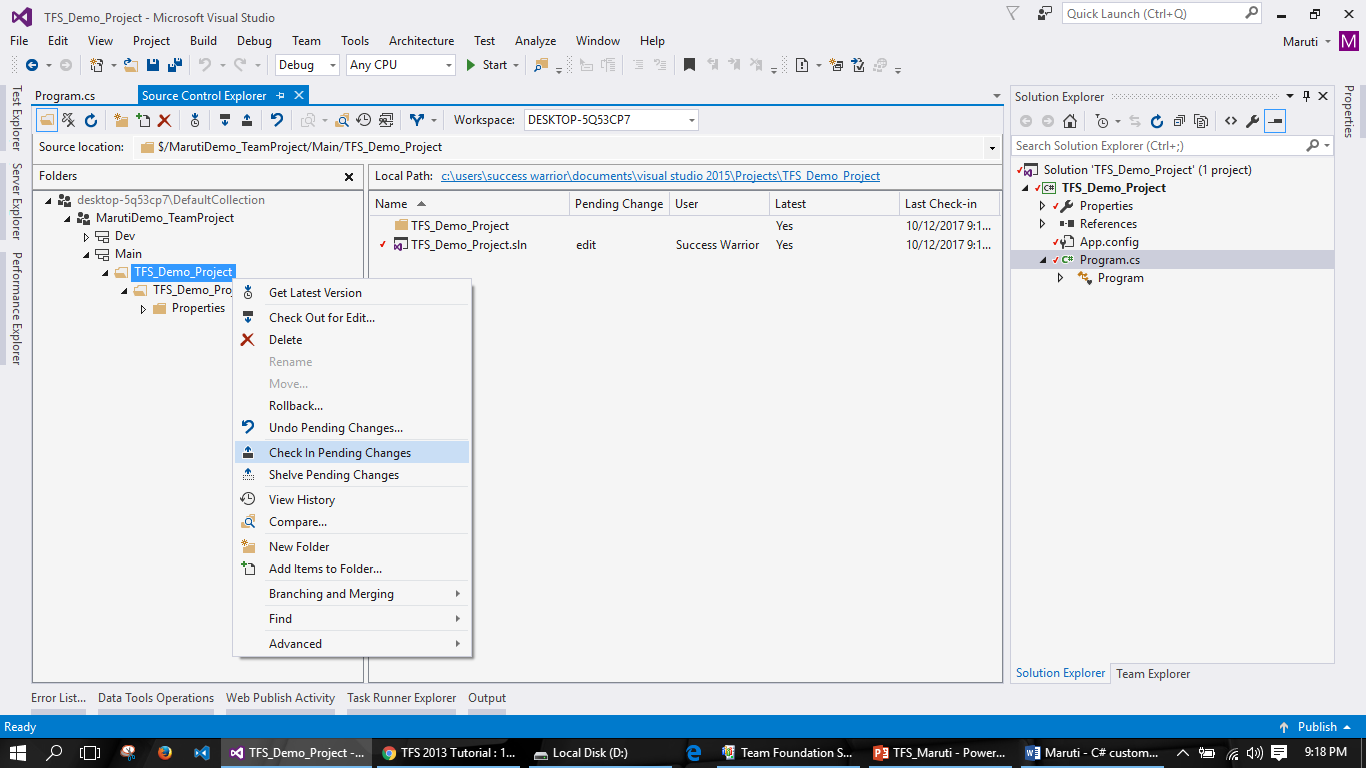 TFS_Demo_Project - Microsoft Visual Studio
Quick Launch (Ctrl+Q)
File Edit View Project Build Debug Team Tools Architecture Test Analyze Window Help
Maruti M
Debug Any CPU Start
Test Explorer
Server Explorer
Performance Explorer
Program.cs Source Control Explorer
Workspace: DESKTOP-5Q53CP7
Source location: $/MarutiDemo_TeamProject/Main/TFS_Demo_Project
Folders
desktop-5q53cp7\DefaultCollection
MarutiDemo_TeamProject
Dev
Main
TFS_Demo_Project
TFS_Demo_Proj
Properties
Local Path: c:\users\success warrior\documents\visual studio 2015\Projects\TFS_Demo_Project
Name Pending Change User Latest Last Check-in
TFS_Demo_Project Yes 10/12/2017 9:1...
TFS_Demo_Project.sln edit Success Warrior Yes 10/12/2017 9:1...
Get Latest Version
Check Out for Edit...
Delete
Rename
Move...
Rollback...
Undo Pending Changes...
Check In Pending Changes
Shelve Pending Changes
View History
Compare...
New Folder
Add Items to Folder...
Branching and Merging
Find
Advanced
Solution Explorer
Search Solution Explorer (Ctrl+;)
Solution 'TFS_Demo_Project' (1 project)
C# TFS_Demo_Project
Properties
References
App.config
C# Program.cs
Program
Solution Explorer Team Explorer
Properties
Error List... Data Tools Operations Web Publish Activity Task Runner Explorer Output
Ready
Publish
TFS_Demo_Project -... TFS 2013 Tutorial : 1... Local Disk (D:) Team Foundation S... TFS_Maruti - Power... Maruti - C# custom... 9:18 PM